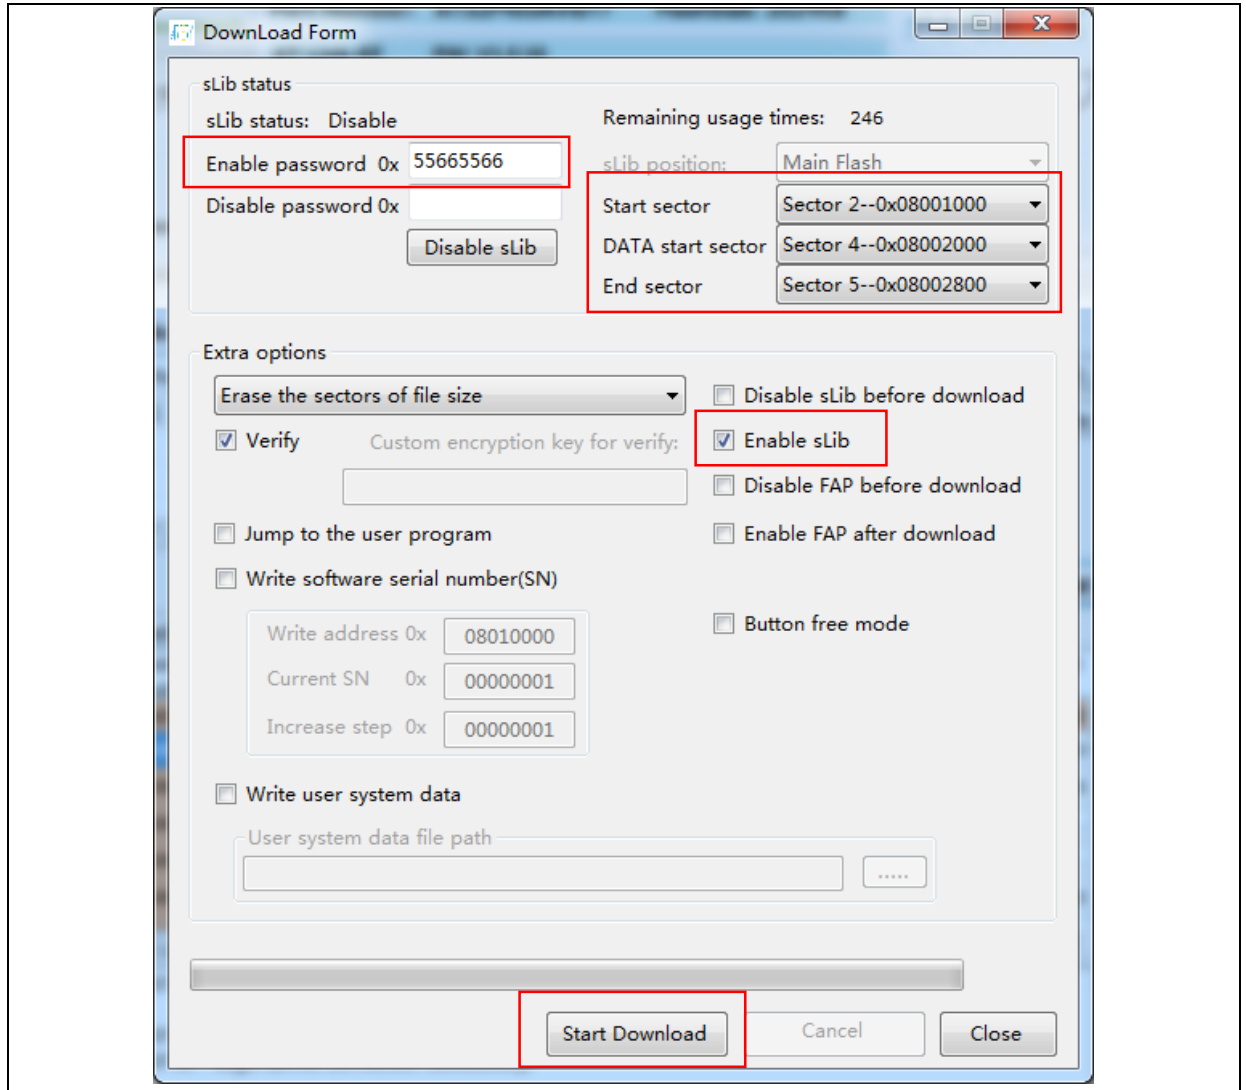 DownLoad Form
sLib status
sLib status: Disable
Remaining usage times: 246
Enable password 0x 55665566
sLib position: Main Flash
Disable password 0x
Start sector Sector 2--0x08001000
Disable sLib
DATA start sector Sector 4--0x08002000
End sector Sector 5--0x08002800
Extra options
Erase the sectors of file size
Disable sLib before download
Verify
Custom encryption key for verify:
Enable sLib
Disable FAP before download
Jump to the user program
Enable FAP after download
Write software serial number(SN)
Write address 0x 08010000
Button free mode
Current SN 0x 00000001
Increase step 0x 00000001
Write user system data
User system data file path
.....
Start Download
Cancel
Close